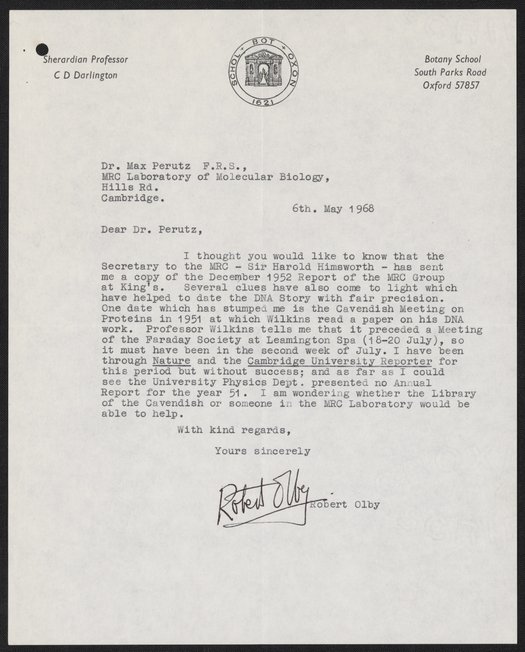 Sherardian Professor
C D Darlington
SCHOL · BOT + OXON
1621
Botany School
South Parks Road
Oxford 57857
Dr. Max Perutz F.R.S.,
MRC Laboratory of Molecular Biology,
Hills Rd.
Cambridge.
6th. May 1968
Dear Dr. Perutz,
I thought you would like to know that the
Secretary to the MRC - Sir Harold Himsworth - has sent
me a copy of the December 1952 Report of the MRC Group
at King's. Several clues have also come to light which
have helped to date the DNA Story with fair precision.
One date which has stumped me is the Cavendish Meeting on
Proteins in 1951 at which Wilkins read a paper on his DNA
work. Professor Wilkins tells me that it preceded a Meeting
of the Faraday Society at Leamington Spa (18-20 July), so
it must have been in the second week of July. I have been
through Nature and the Cambridge University Reporter for
this period but without success; and as far as I could
see the University Physics Dept. presented no Annual
Report for the year 51. I am wondering whether the Library
of the Cavendish or someone in the MRC Laboratory would be
able to help.
With kind regards,
Yours sincerely
Robert Olby
Robert Olby